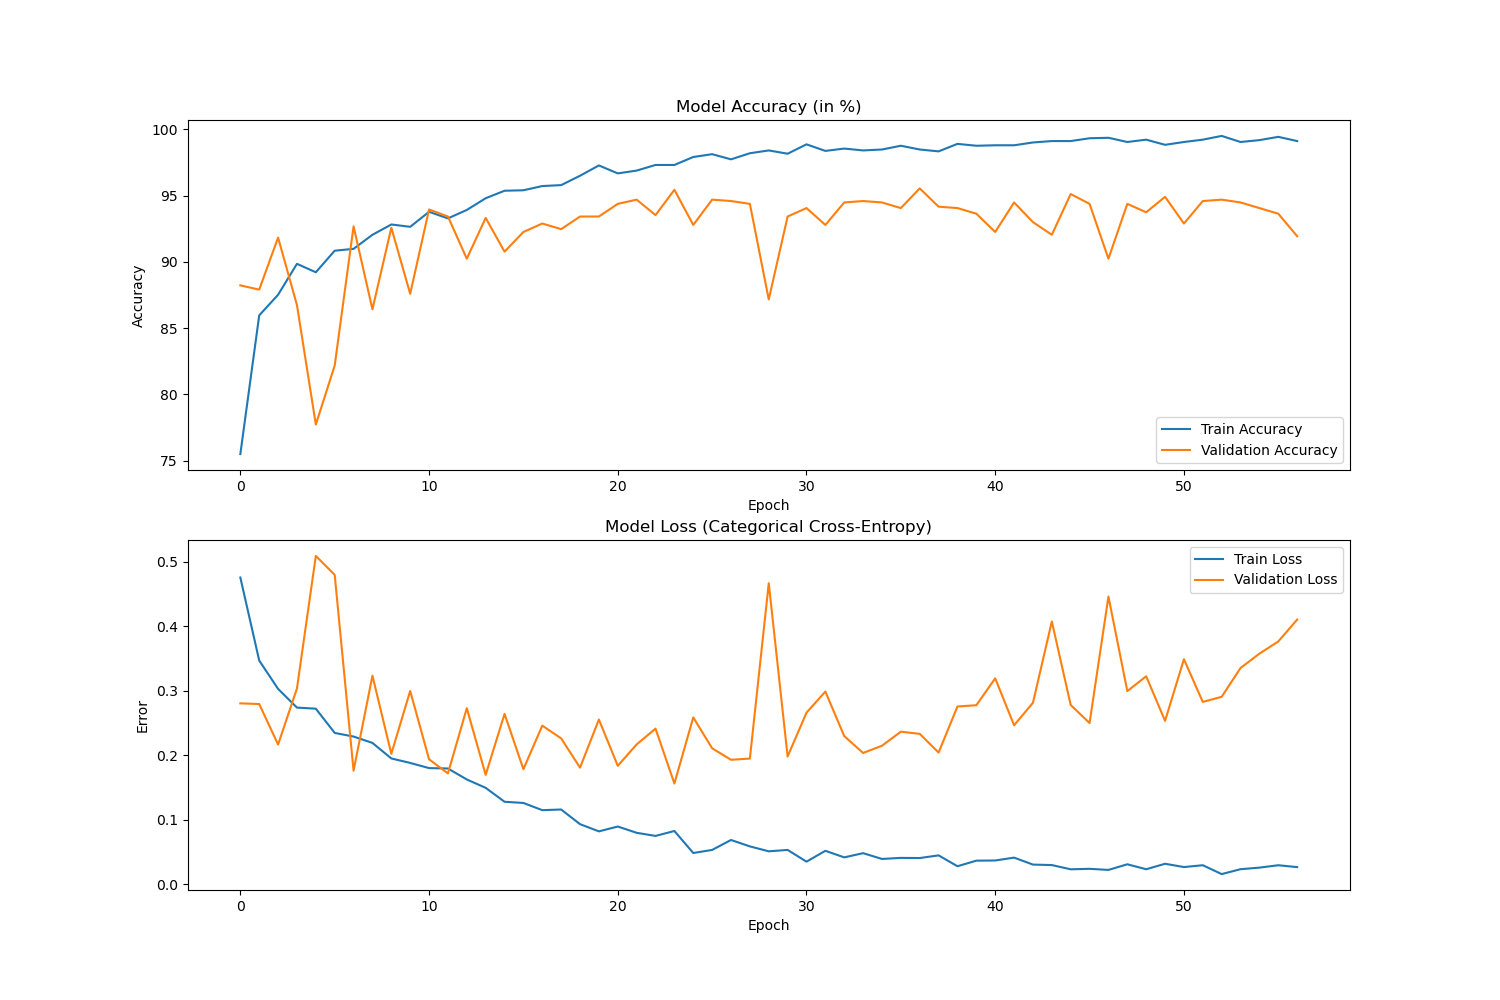 Model Accuracy (in %)
100
95
90
85
80
75
Accuracy
Train Accuracy
Validation Accuracy
0 10 20 30 40 50
Epoch
Model Loss (Categorical Cross-Entropy)
0.5
0.4
0.3
0.2
0.1
0.0
Error
Train Loss
Validation Loss
0 10 20 30 40 50
Epoch